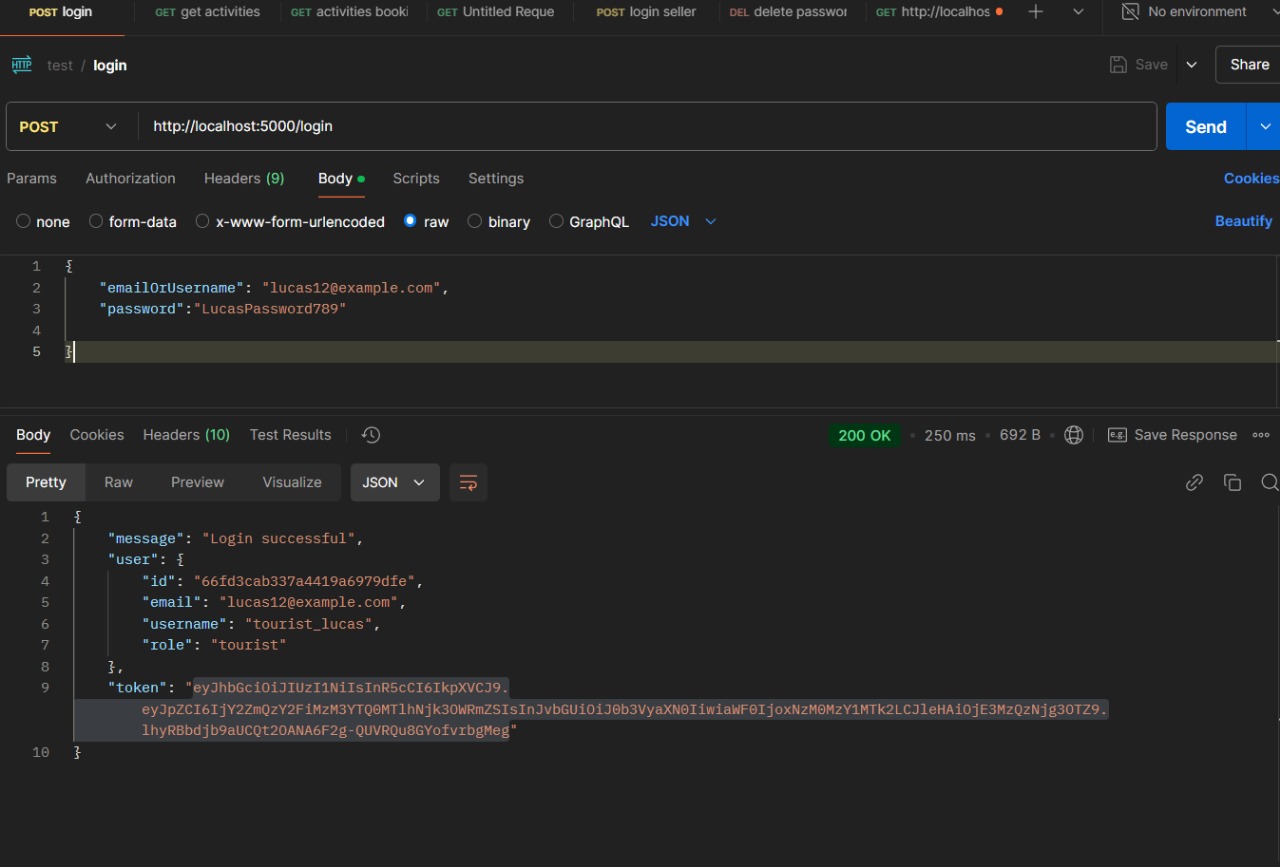 POST login GET get activities GET activities booki GET Untitled Reque POST login seller DEL delete passwor GET http://localhos No environment
HTTP test / login Save Share
POST http://localhost:5000/login Send
Params Authorization Headers (9) Body Scripts Settings Cookies
none form-data x-www-form-urlencoded raw binary GraphQL JSON Beautify
1 {
2 "emailOrUsername": "lucas12@example.com",
3 "password":"LucasPassword789"
4
5 }
Body Cookies Headers (10) Test Results 200 OK • 250 ms • 692 B • e.g. Save Response
Pretty Raw Preview Visualize JSON
1 {
2 "message": "Login successful",
3 "user": {
4 "id": "66fd3cab337a4419a6979dfe",
5 "email": "lucas12@example.com",
6 "username": "tourist_lucas",
7 "role": "tourist"
8 },
9 "token": "eyJhbGciOiJIUzI1NiIsInR5cCI6IkpXVCJ9.
eyJpZCI6IjY2ZmQzY2FiMzM3YTQ0MTlhNjk3OWRmZSIsInJvbGUiOiJ0b3VyaXN0IiwiaWF0IjoxNzM0MzY1MTk2LCJleHAiOjE3MzQzNjg3OTZ9.
lhyRBbdjb9aUCQt2OANA6F2g-QUVRQu8GYofvrbgMeg"
10 }